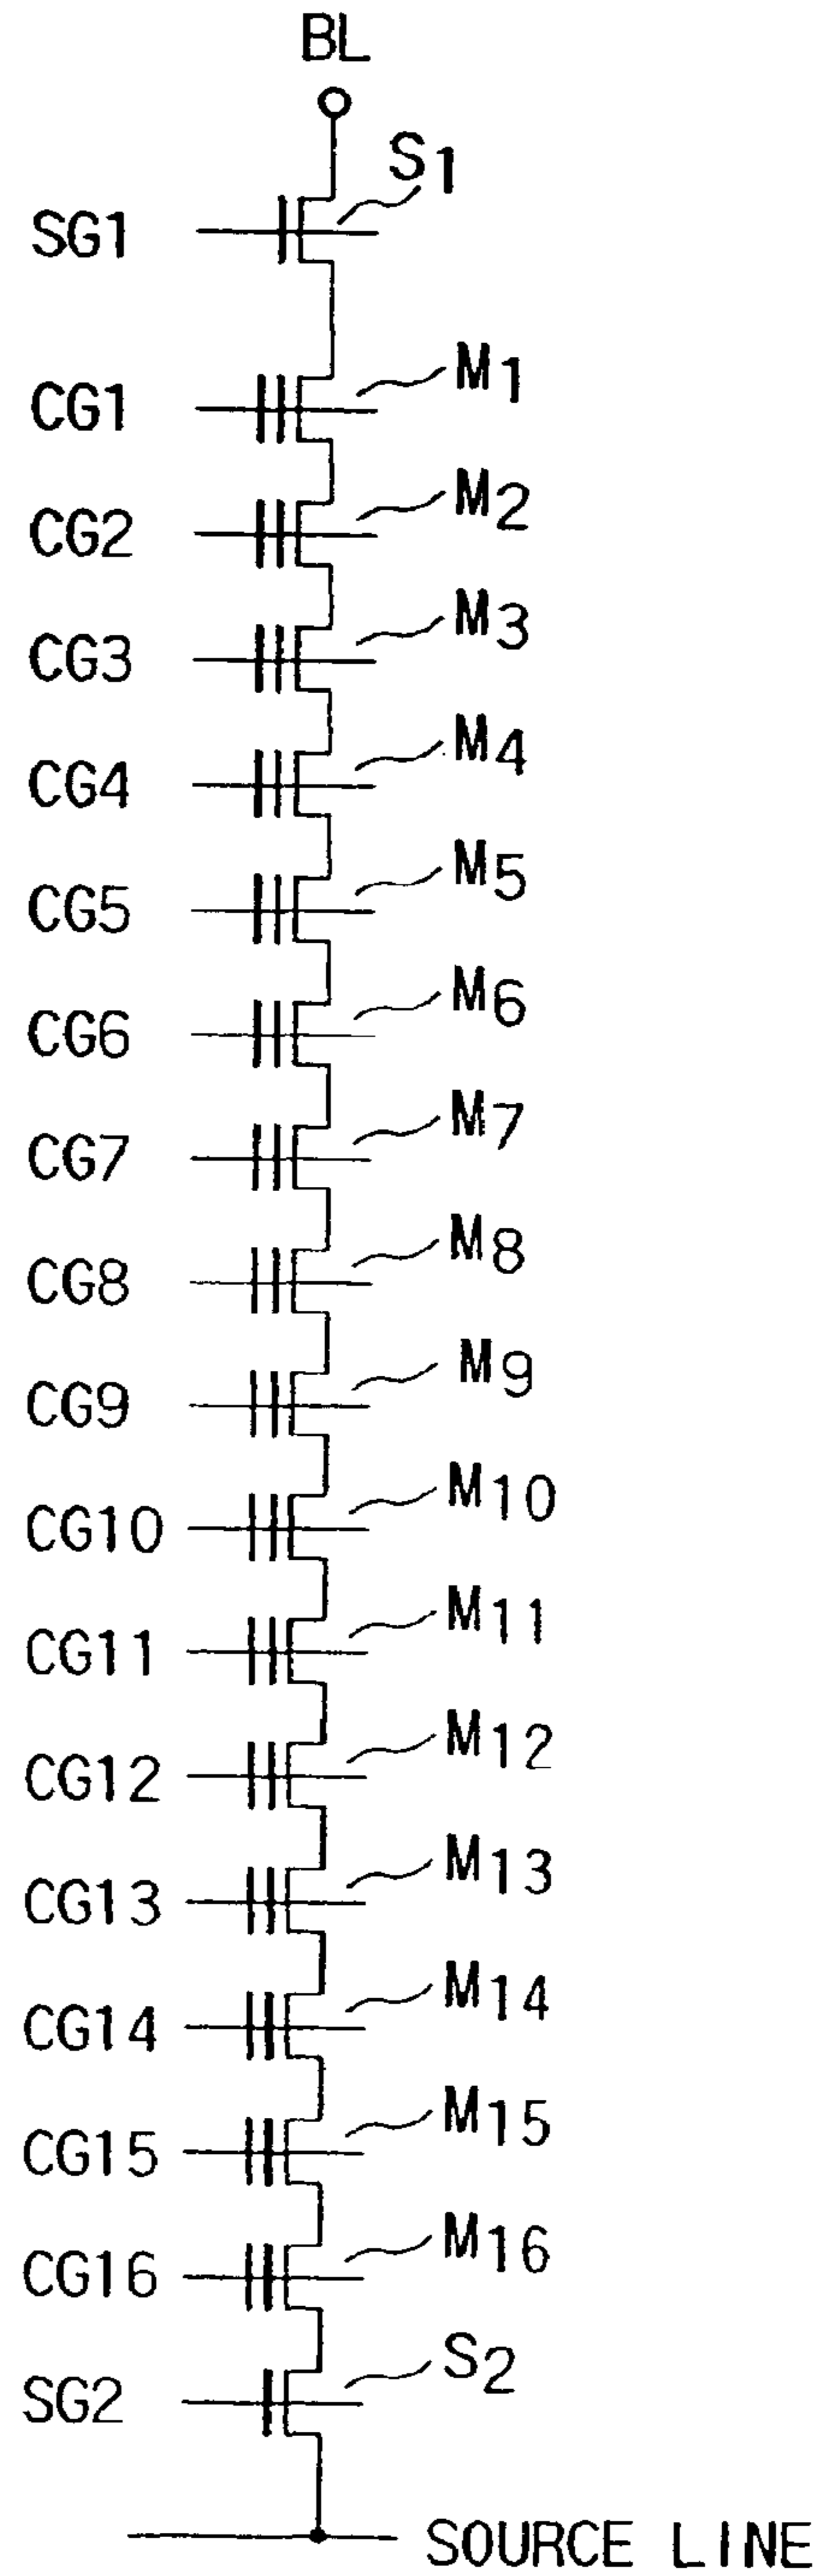 BL
S1
SG1
M1
CG1
M2
CG2
M3
CG3
M4
CG4
M5
CG5
M6
CG6
M7
CG7
M8
CG8
M9
CG9
M10
CG10
M11
CG11
M12
CG12
M13
CG13
M14
CG14
M15
CG15
M16
CG16
S2
SG2
SOURCE LINE